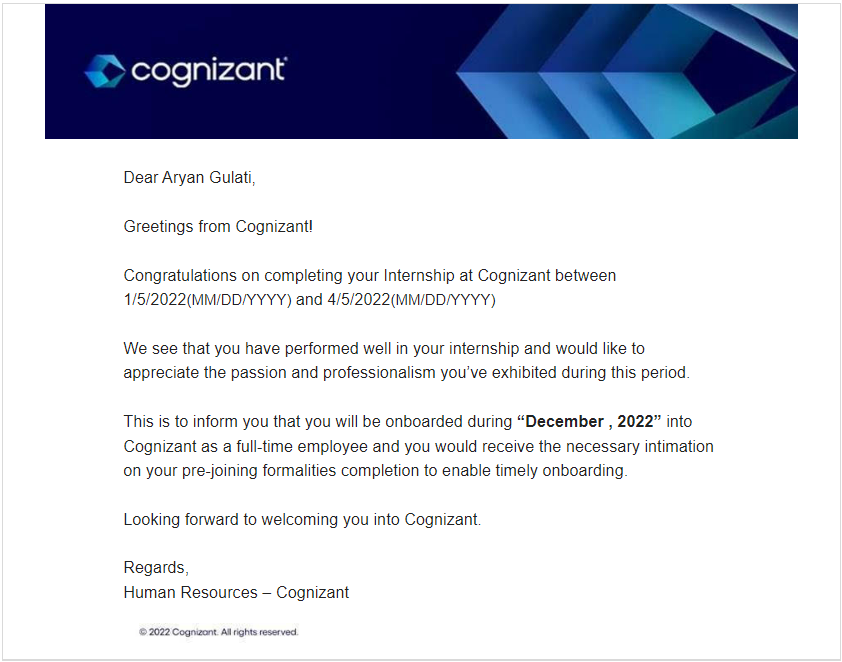 cognizant
Dear Aryan Gulati,
Greetings from Cognizant!
Congratulations on completing your Internship at Cognizant between
1/5/2022(MM/DD/YYYY) and 4/5/2022(MM/DD/YYYY)
We see that you have performed well in your internship and would like to
appreciate the passion and professionalism you’ve exhibited during this period.
This is to inform you that you will be onboarded during “December , 2022” into
Cognizant as a full-time employee and you would receive the necessary intimation
on your pre-joining formalities completion to enable timely onboarding.
Looking forward to welcoming you into Cognizant.
Regards,
Human Resources – Cognizant
© 2022 Cognizant. All rights reserved.